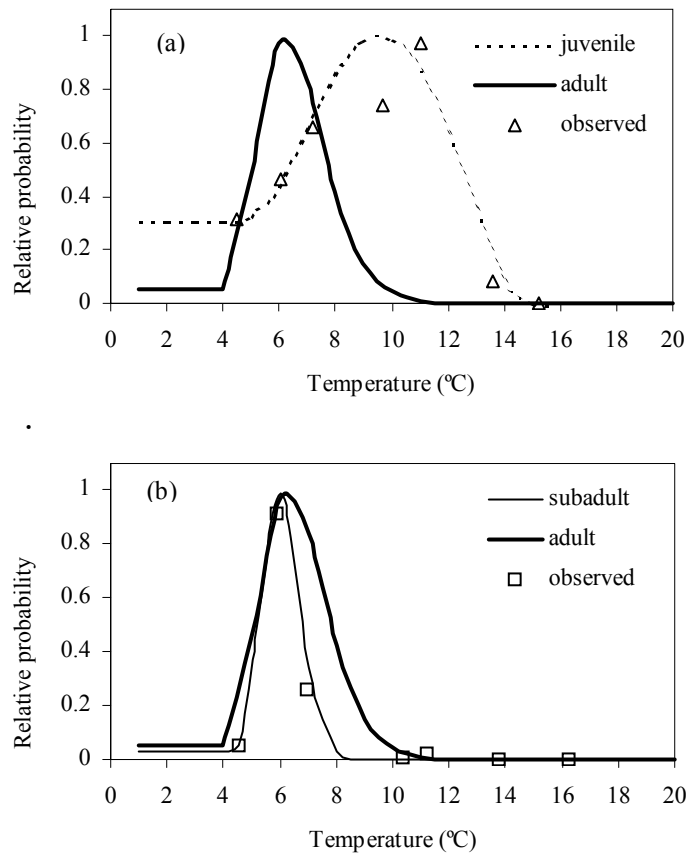 (a)
juvenile
adult
observed
Relative probability
1
0.8
0.6
0.4
0.2
0
0 2 4 6 8 10 12 14 16 18 20
Temperature (ºC)
.
(b)
subadult
adult
observed
Relative probability
1
0.8
0.6
0.4
0.2
0
0 2 4 6 8 10 12 14 16 18 20
Temperature (ºC)